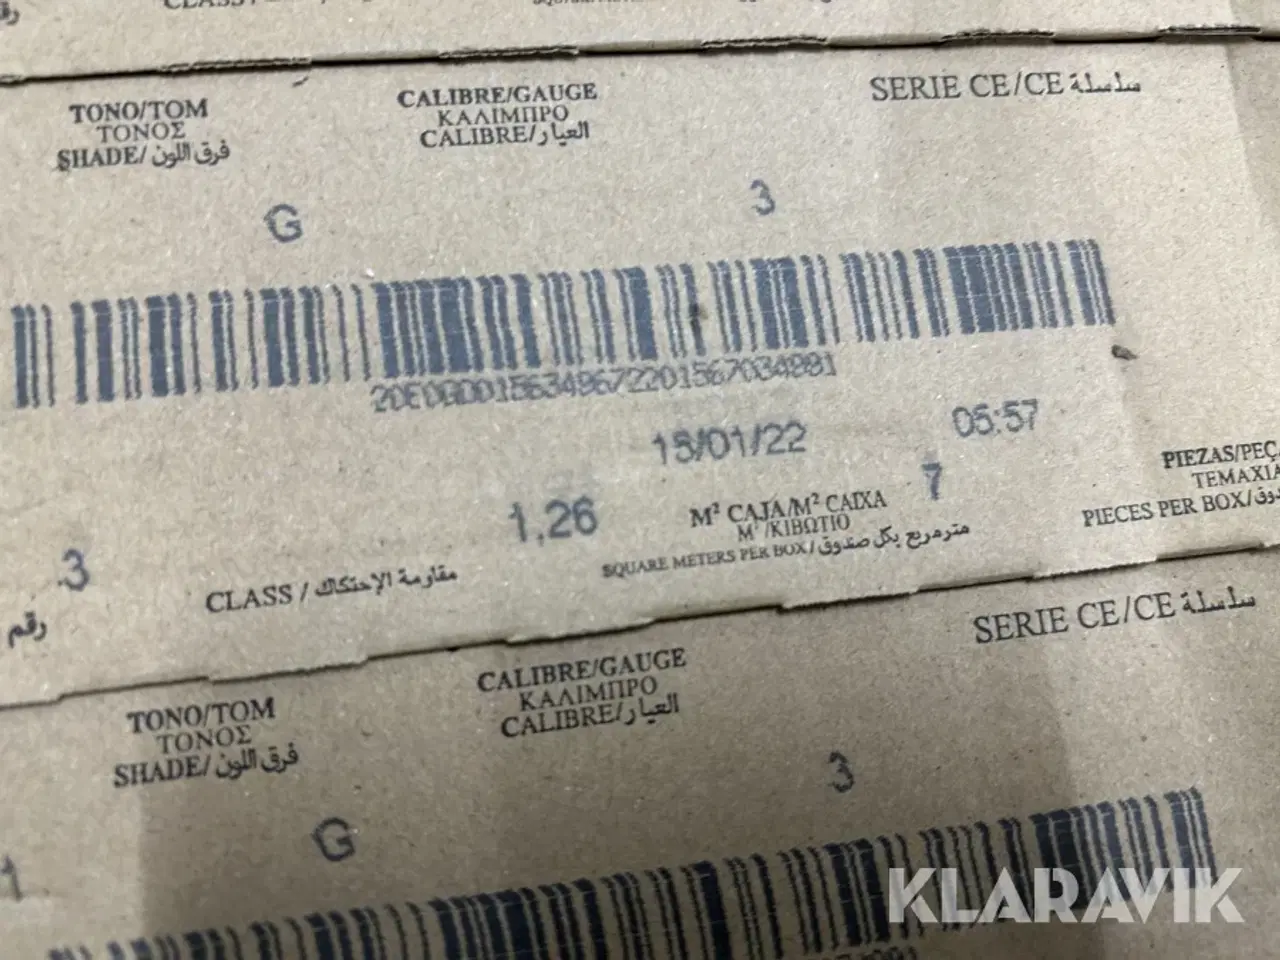 TONO/TOM
ΤΟΝΟΣ
SHADE/ فرق اللون
CALIBRE/GAUGE
ΚΑΛΙΜΠΡΟ
CALIBRE/ العيار
SERIE CE/CE سلسلة
G
3
15/01/22
05:57
3
CLASS / مقاومة الإحتكاك
1,26
M² CAJA/M² CAIXA
M²/ΚΙΒΩΤΙΟ
SQUARE METERS PER BOX/ مترمربع بكل صندوق
7
PIEZAS/PEÇ
ΤΕΜΑΧΙΑ
PIECES PER BOX/
رقم
TONO/TOM
ΤΟΝΟΣ
SHADE/ فرق اللون
CALIBRE/GAUGE
ΚΑΛΙΜΠΡΟ
CALIBRE/ العيار
SERIE CE/CE سلسلة
1
G
3
KLARAVIK